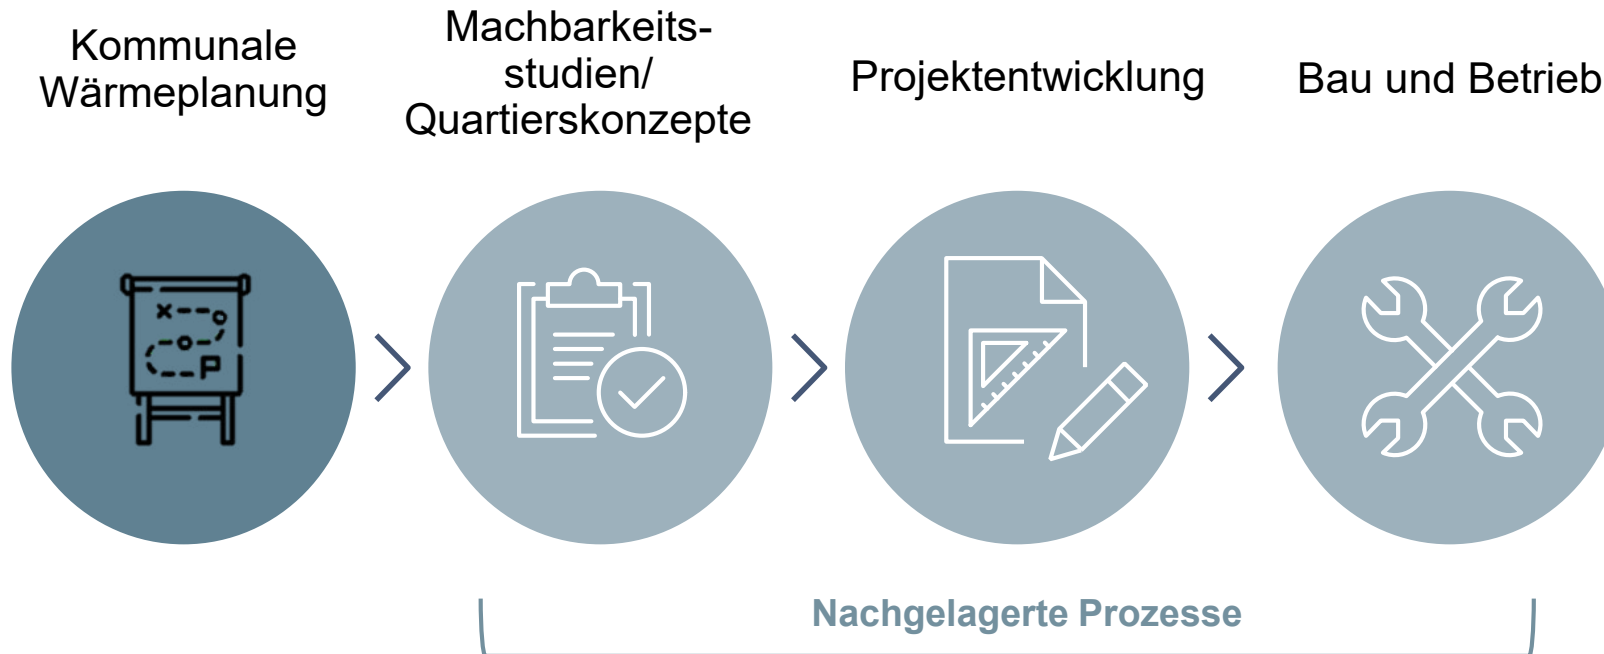 Kommunale
Wärmeplanung
Machbarkeits-
studien/
Quartierskonzepte
Projektentwicklung
Bau und Betrieb
Nachgelagerte Prozesse